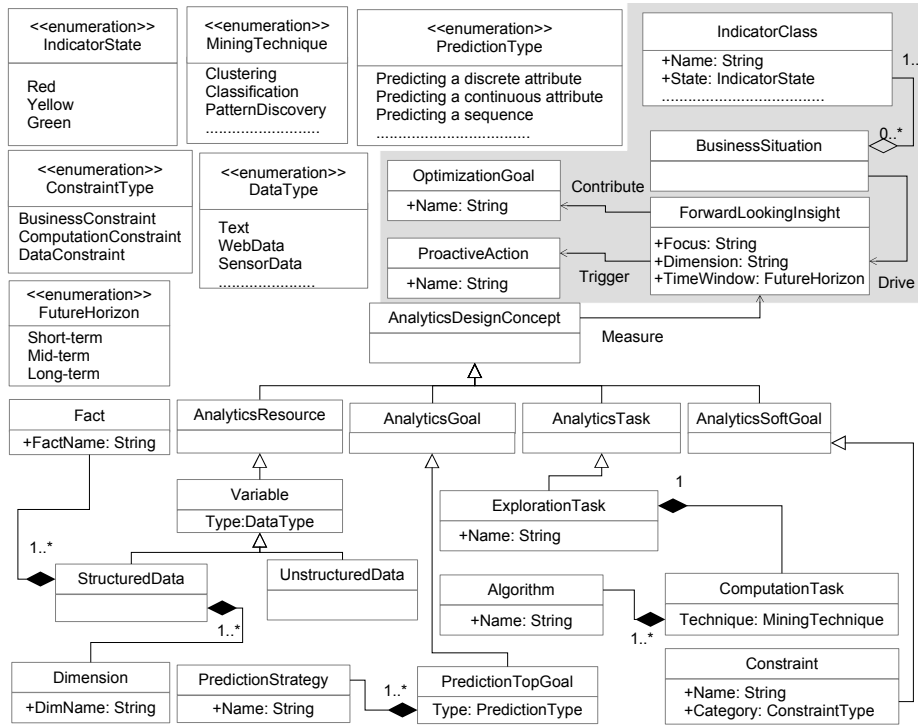 <<enumeration>>
IndicatorState
Red
Yellow
Green
<<enumeration>>
MiningTechnique
Clustering
Classification
PatternDiscovery
..........................
<<enumeration>>
PredictionType
Predicting a discrete attribute
Predicting a continuous attribute
Predicting a sequence
...................................
IndicatorClass
+Name: String
+State: IndicatorState
.....................................
1..
0..*
BusinessSituation
<<enumeration>>
ConstraintType
BusinessConstraint
ComputationConstraint
DataConstraint
<<enumeration>>
DataType
Text
WebData
SensorData
......................
OptimizationGoal
+Name: String
Contribute
ForwardLookingInsight
+Focus: String
+Dimension: String
+TimeWindow: FutureHorizon
ProactiveAction
+Name: String
Trigger
Drive
<<enumeration>>
FutureHorizon
Short-term
Mid-term
Long-term
AnalyticsDesignConcept
Measure
Fact
+FactName: String
AnalyticsResource
AnalyticsGoal
AnalyticsTask
AnalyticsSoftGoal
Variable
Type:DataType
ExplorationTask
+Name: String
1
1..*
StructuredData
UnstructuredData
1..*
Algorithm
+Name: String
1..*
ComputationTask
Technique: MiningTechnique
Dimension
+DimName: String
PredictionStrategy
+Name: String
1..*
PredictionTopGoal
Type: PredictionType
Constraint
+Name: String
+Category: ConstraintType